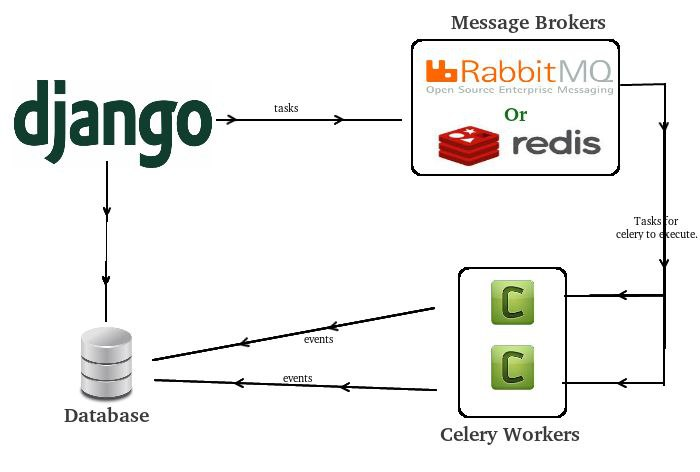 Message Brokers
RabbitMQ
Open Source Enterprise Messaging
django
tasks
Or
redis
Tasks for
celery to execute.
C
events
C
events
Database
Celery Workers